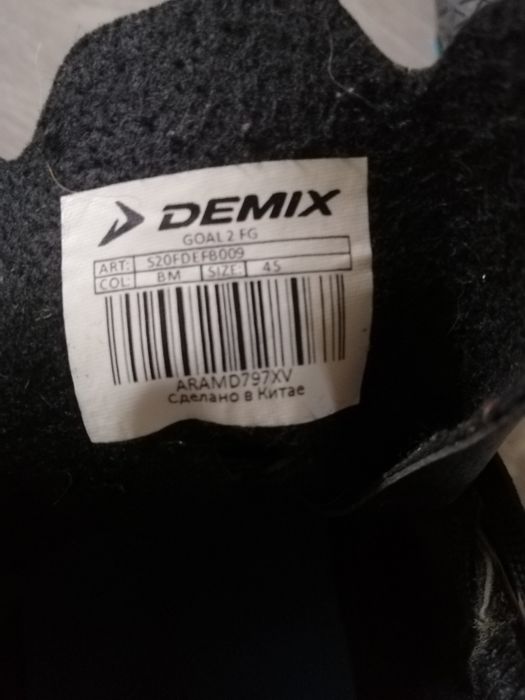 DEMIX
GOAL 2 FG
ART: S20FDEFB009
COL: BM SIZE: 45
ARAMD797XV
Сделано в Китае